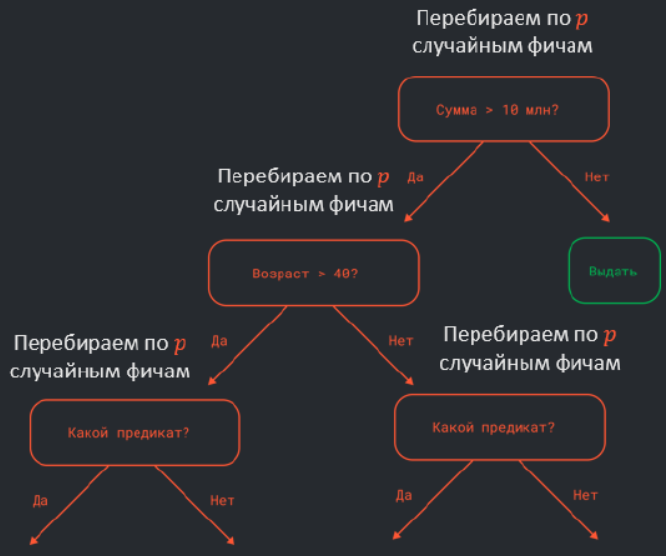 Перебираем по p
случайным фичам
Сумма > 10 млн?
Перебираем по p
случайным фичам
Да
Нет
Возраст > 40?
Выдать
Перебираем по p
случайным фичам
Да
Нет
Перебираем по p
случайным фичам
Какой предикат?
Какой предикат?
Да
Нет
Да
Нет